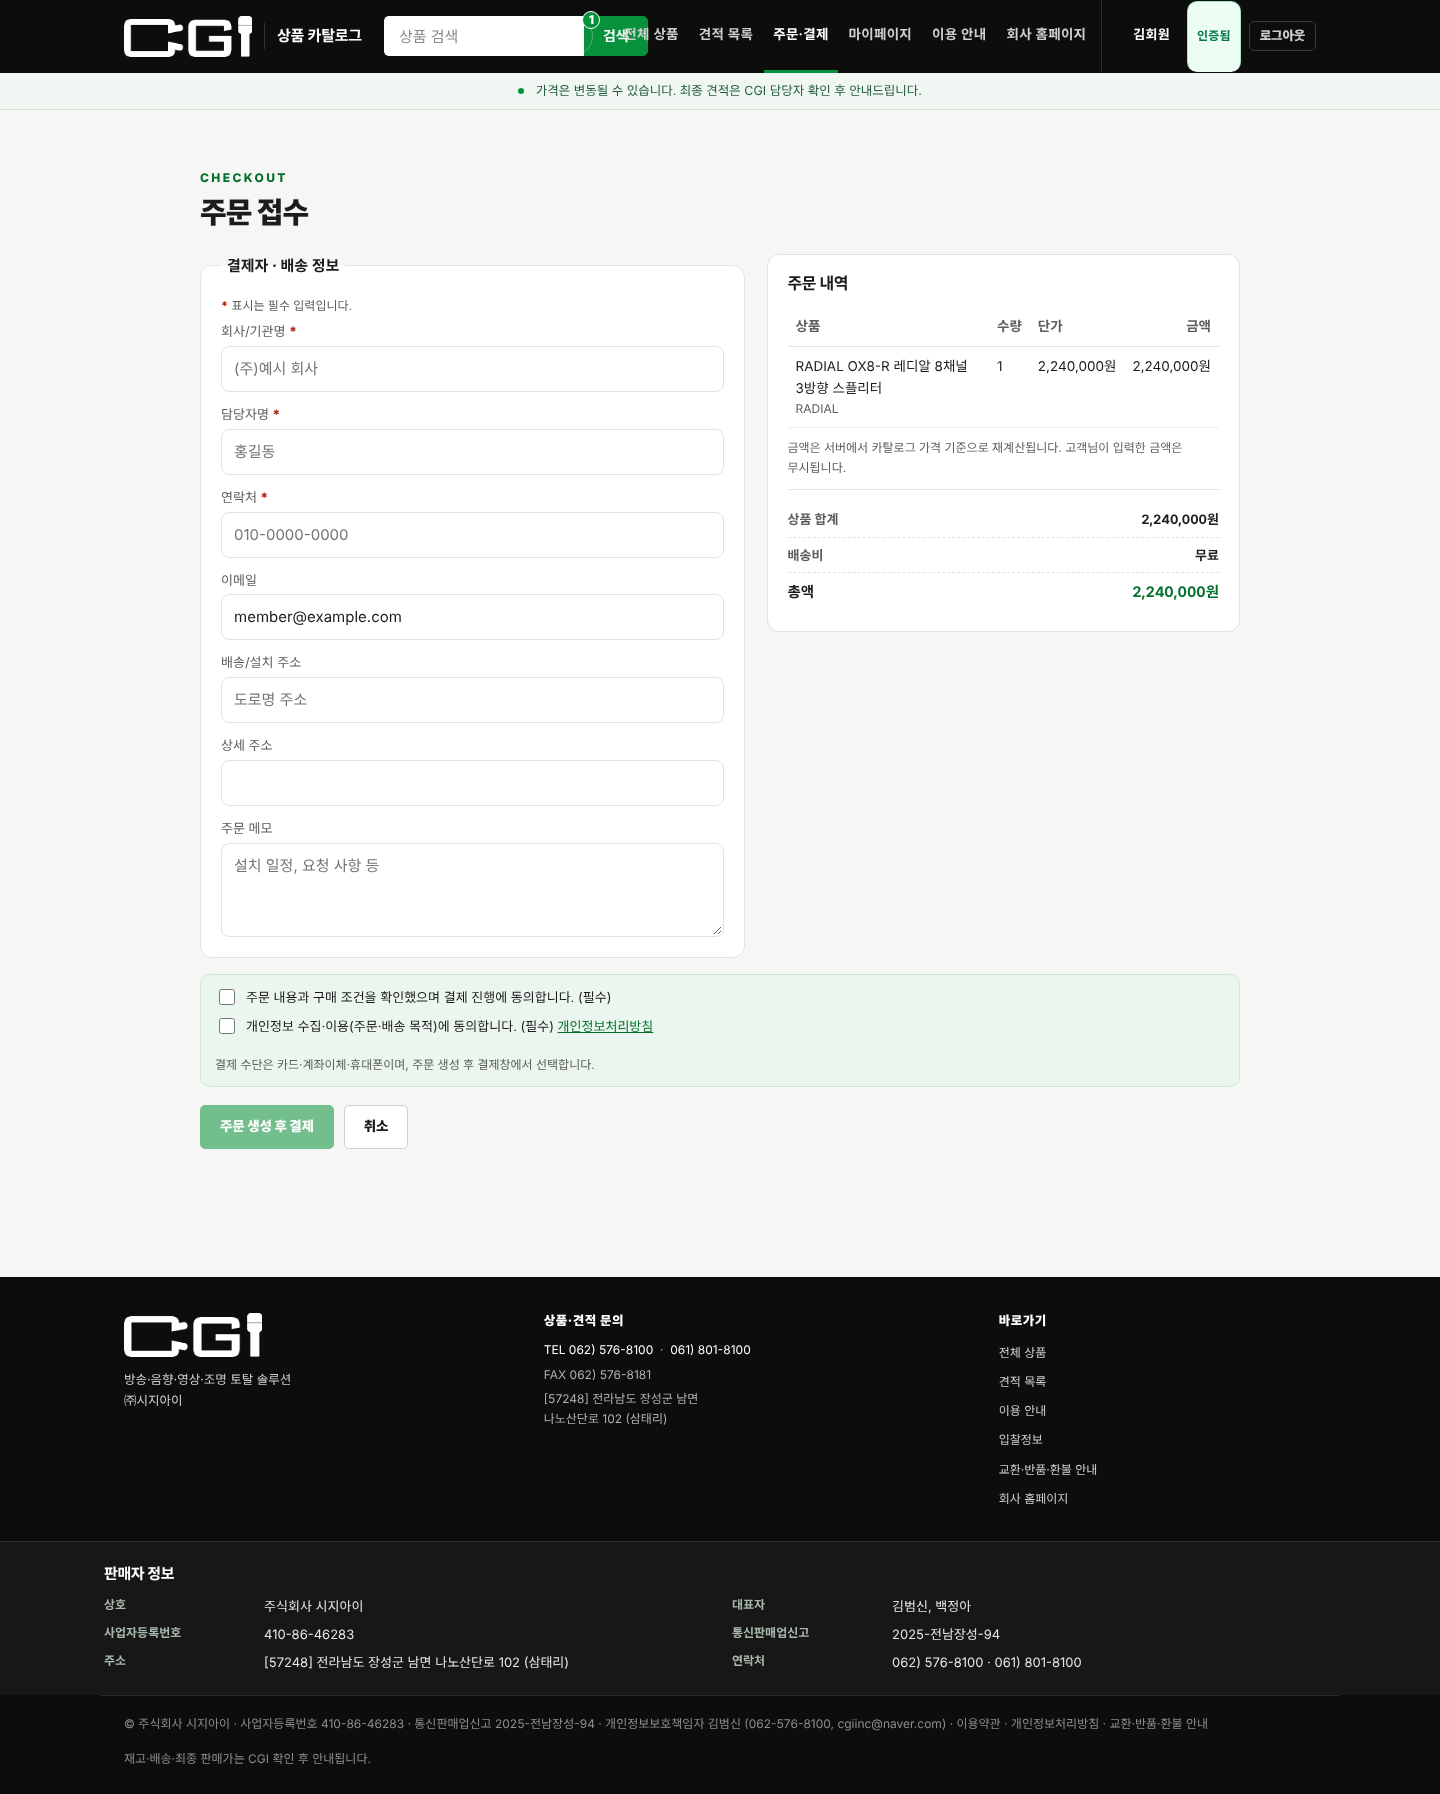 CGI
상품 카탈로그
상품 검색
1
검색
전체 상품
견적 목록
주문·결제
마이페이지
이용 안내
회사 홈페이지
김회원
인증됨
로그아웃
가격은 변동될 수 있습니다. 최종 견적은 CGI 담당자 확인 후 안내드립니다.
CHECKOUT
주문 접수
결제자 · 배송 정보
* 표시는 필수 입력입니다.
회사/기관명 *
(주)예시 회사
담당자명 *
홍길동
연락처 *
010-0000-0000
이메일
member@example.com
배송/설치 주소
도로명 주소
상세 주소
주문 메모
설치 일정, 요청 사항 등
주문 내역
상품 수량 단가 금액
RADIAL OX8-R 레디알 8채널 1 2,240,000원 2,240,000원
3방향 스플리터
RADIAL
금액은 서버에서 카탈로그 가격 기준으로 재계산됩니다. 고객님이 입력한 금액은
무시됩니다.
상품 합계 2,240,000원
배송비 무료
총액 2,240,000원
주문 내용과 구매 조건을 확인했으며 결제 진행에 동의합니다. (필수)
개인정보 수집·이용(주문·배송 목적)에 동의합니다. (필수) 개인정보처리방침
결제 수단은 카드·계좌이체·휴대폰이며, 주문 생성 후 결제창에서 선택합니다.
주문 생성 후 결제
취소
CGI
방송·음향·영상·조명 토탈 솔루션
㈜시지아이
상품·견적 문의
TEL 062) 576-8100 · 061) 801-8100
FAX 062) 576-8181
[57248] 전라남도 장성군 남면
나노산단로 102 (삼태리)
바로가기
전체 상품
견적 목록
이용 안내
입찰정보
교환·반품·환불 안내
회사 홈페이지
판매자 정보
상호 주식회사 시지아이 대표자 김범신, 백정아
사업자등록번호 410-86-46283 통신판매업신고 2025-전남장성-94
주소 [57248] 전라남도 장성군 남면 나노산단로 102 (삼태리) 연락처 062) 576-8100 · 061) 801-8100
© 주식회사 시지아이 · 사업자등록번호 410-86-46283 · 통신판매업신고 2025-전남장성-94 · 개인정보보호책임자 김범신 (062-576-8100, cgiinc@naver.com) · 이용약관 · 개인정보처리방침 · 교환·반품·환불 안내
재고·배송·최종 판매가는 CGI 확인 후 안내됩니다.